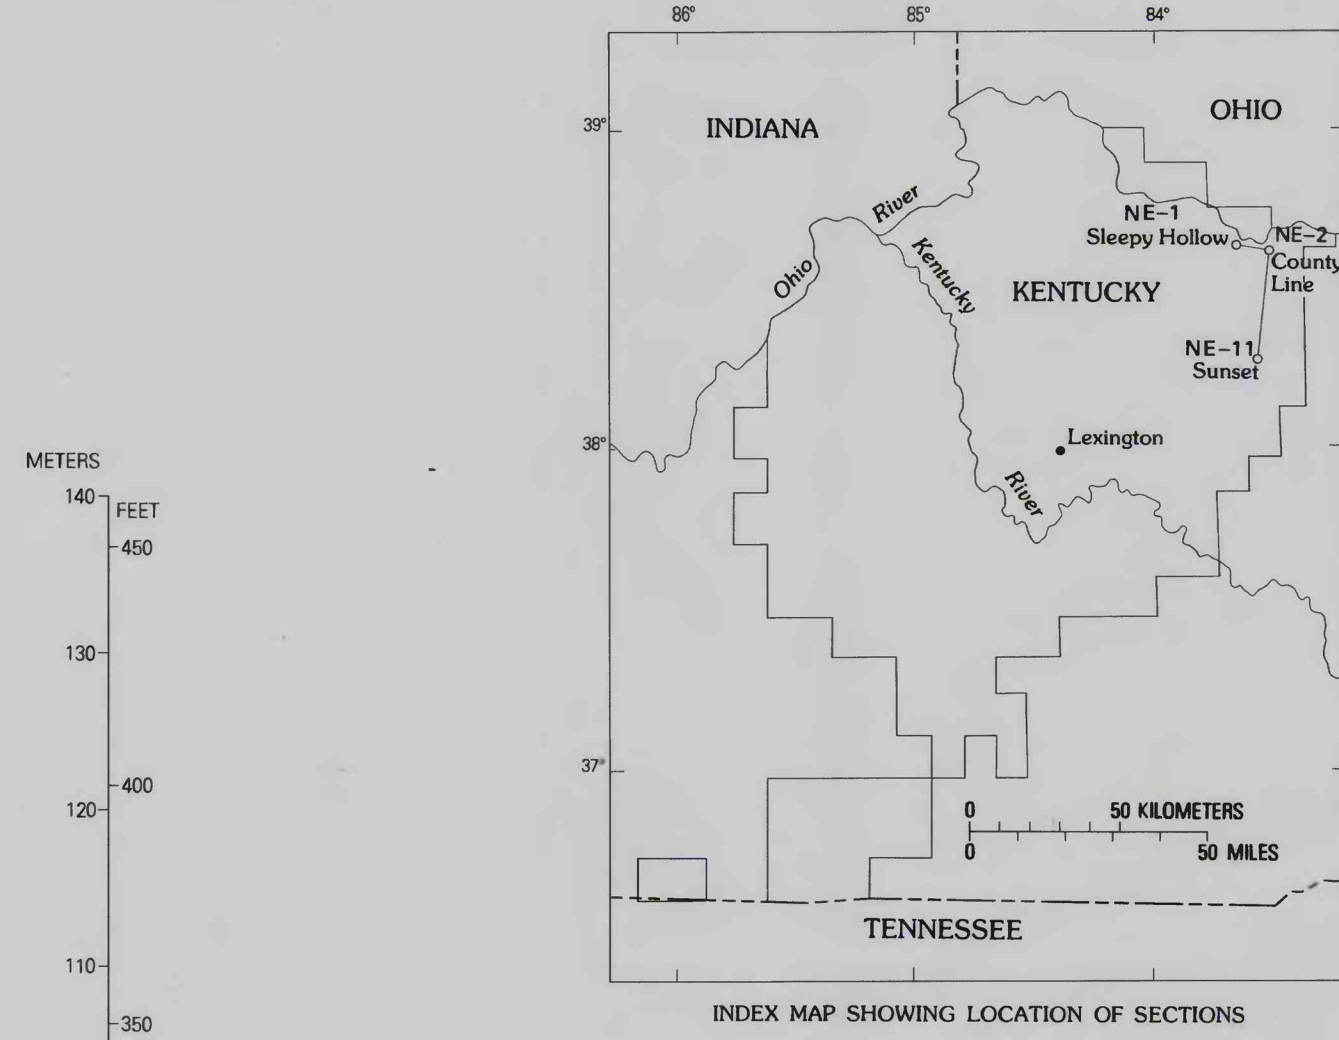 86°
85°
84°
39°
INDIANA
OHIO
River
NE-1
Sleepy Hollow
NE-2
County
Line
Ohio
Kentucky
KENTUCKY
NE-11
Sunset
38°
Lexington
River
METERS
140
FEET
450
130
37°
400
120
0
50 KILOMETERS
0
50 MILES
TENNESSEE
110
350
INDEX MAP SHOWING LOCATION OF SECTIONS